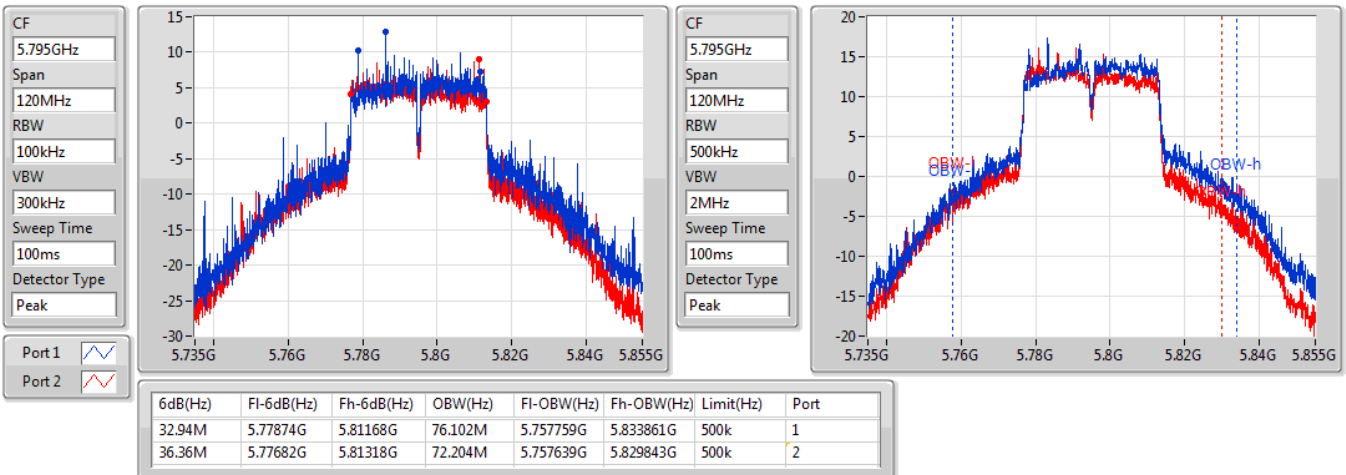 CF
5.795GHz
Span
120MHz
RBW
100kHz
VBW
300kHz
Sweep Time
100ms
Detector Type
Peak
Port 1
Port 2
15
10
5
0
-5
-10
-15
-20
-25
-30
5.735G 5.76G 5.78G 5.8G 5.82G 5.84G 5.855G
CF
5.795GHz
Span
120MHz
RBW
500kHz
VBW
2MHz
Sweep Time
100ms
Detector Type
Peak
20
15
10
5
0
-5
-10
-15
-20
OBW-l
OBW-
OBW-h
5.735G 5.76G 5.78G 5.8G 5.82G 5.84G 5.855G
6dB(Hz) Fl-6dB(Hz) Fh-6dB(Hz) OBW(Hz) Fl-OBW(Hz) Fh-OBW(Hz) Limit(Hz) Port
32.94M 5.77874G 5.81168G 76.102M 5.757759G 5.833861G 500k 1
36.36M 5.77682G 5.81318G 72.204M 5.757639G 5.829843G 500k 2